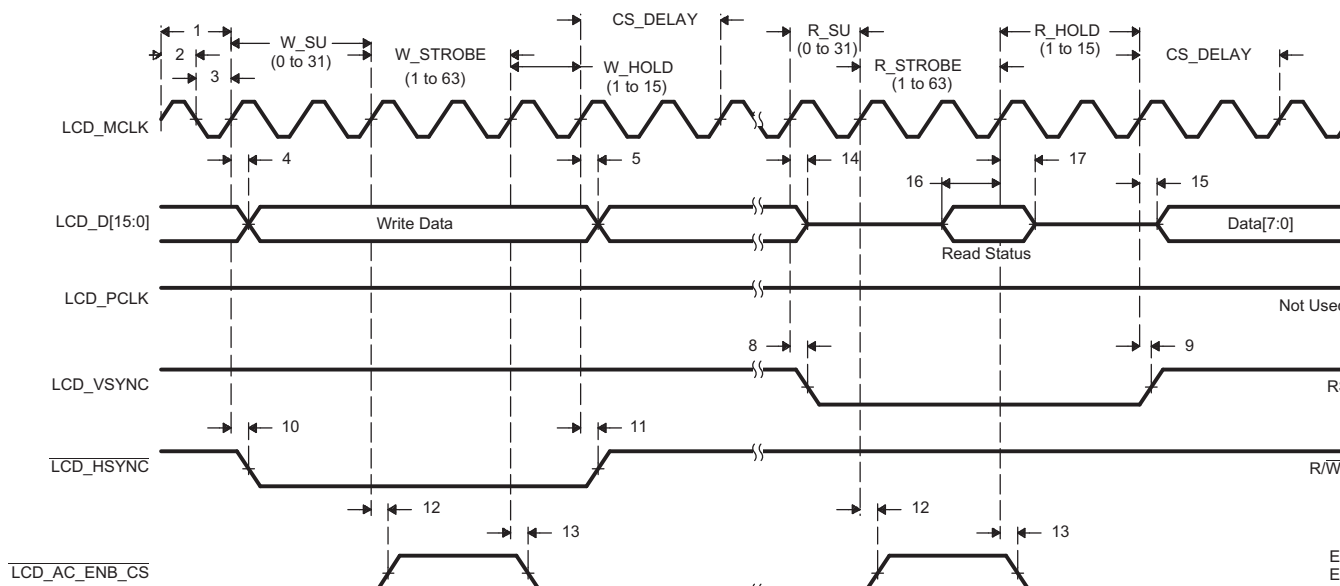 CS_DELAY
1
W_SU
(0 to 31)
R_SU
(0 to 31)
R_HOLD
(1 to 15)
2
W_STROBE
(1 to 63)
CS_DELAY
3
W_HOLD
(1 to 15)
R_STROBE
(1 to 63)
LCD_MCLK
4
5
14
17
16
15
LCD_D[15:0]
Write Data
Data[7:0]
Read Status
LCD_PCLK
Not Used
8
9
LCD_VSYNC
RS
10
11
LCD_HSYNC
R/W
12
13
12
13
LCD_AC_ENB_CS
E
E